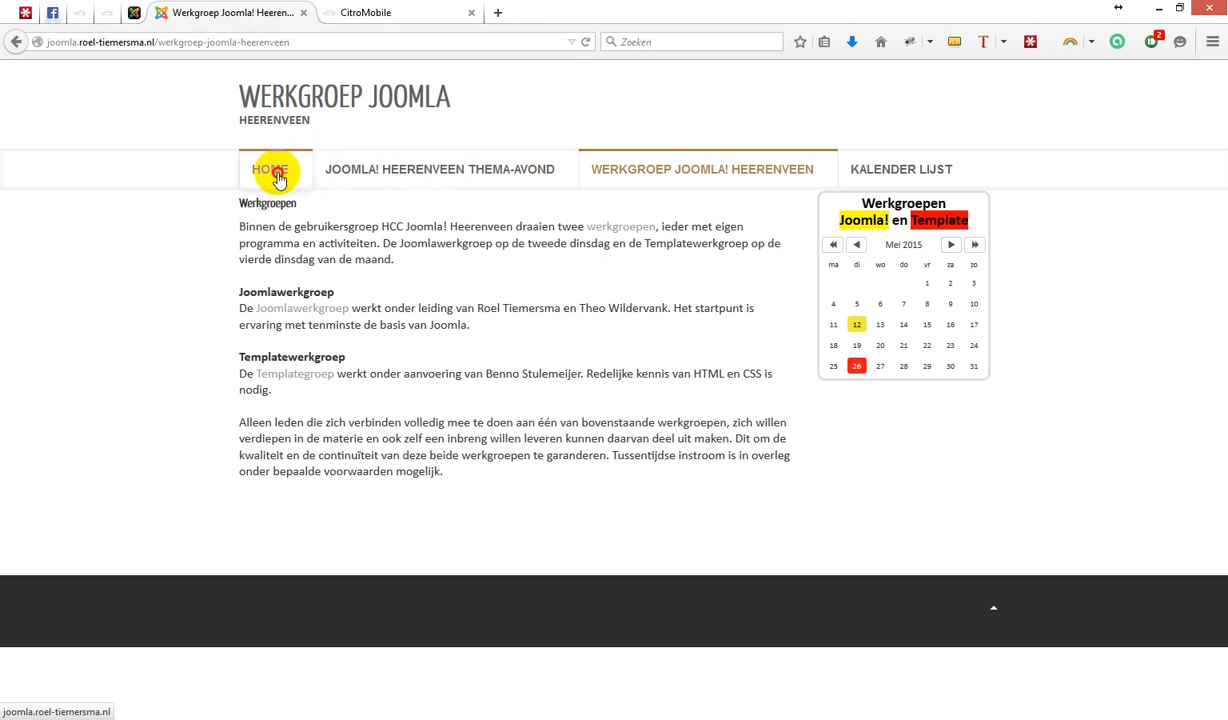 Werkgroep Joomla! Heeren...
CitroMobile
joomla.roel-tiemersma.nl/werkgroep-joomla-heerenveen
Zoeken
2
WERKGROEP JOOMLA
HEERENVEEN
HOME
JOOMLA! HEERENVEEN THEMA-AVOND
WERKGROEP JOOMLA! HEERENVEEN
KALENDER LIJST
Werkgroepen
Binnen de gebruikersgroep HCC Joomla! Heerenveen draaien twee werkgroepen, ieder met eigen
programma en activiteiten. De Joomlawerkgroep op de tweede dinsdag en de Templatewerkgroep op de
vierde dinsdag van de maand.
Joomlawerkgroep
De Joomlawerkgroep werkt onder leiding van Roel Tiemersma en Theo Wildervank. Het startpunt is
ervaring met tenminste de basis van Joomla.
Templatewerkgroep
De Templategroep werkt onder aanvoering van Benno Stulemeijer. Redelijke kennis van HTML en CSS is
nodig.
Alleen leden die zich verbinden volledig mee te doen aan één van bovenstaande werkgroepen, zich willen
verdiepen in de materie en ook zelf een inbreng willen leveren kunnen daarvan deel uit maken. Dit om de
kwaliteit en de continuïteit van deze beide werkgroepen te garanderen. Tussentijdse instroom is in overleg
onder bepaalde voorwaarden mogelijk.
Werkgroepen
Joomla! en Template
Mei 2015
ma di wo do vr za zo
1 2 3
4 5 6 7 8 9 10
11 12 13 14 15 16 17
18 19 20 21 22 23 24
25 26 27 28 29 30 31
joomla.roel-tiemersma.nl